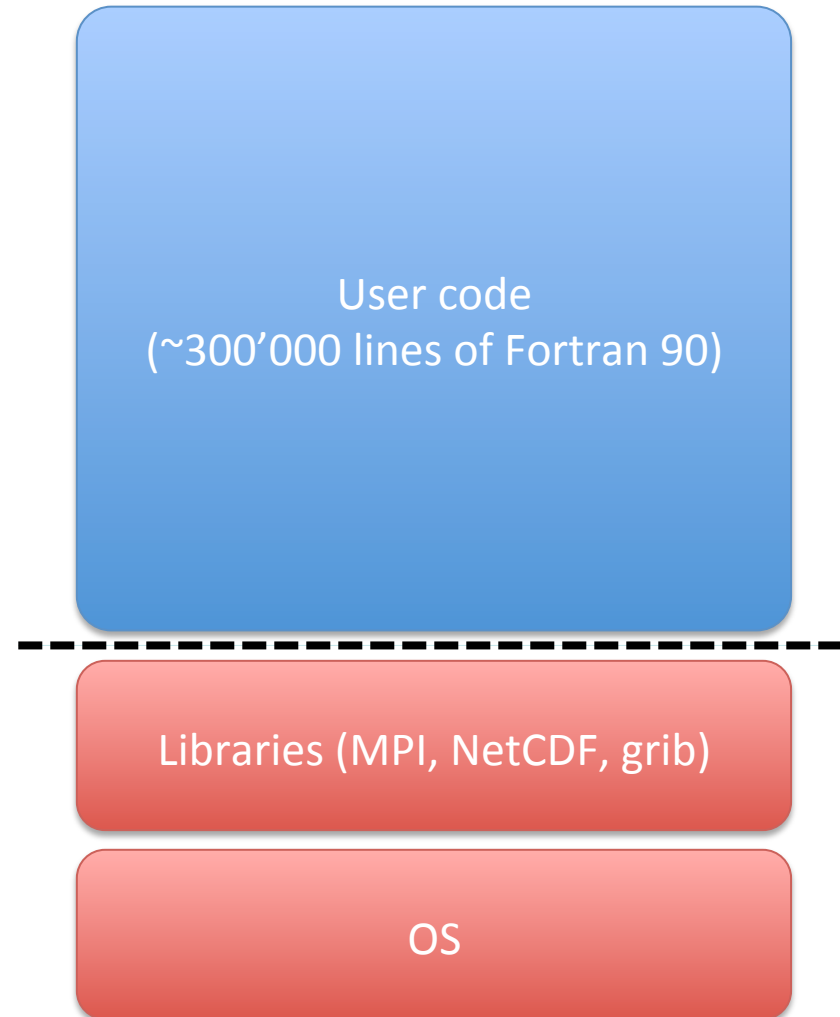 User code
(~300’000 lines of Fortran 90)
Libraries (MPI, NetCDF, grib)
OS